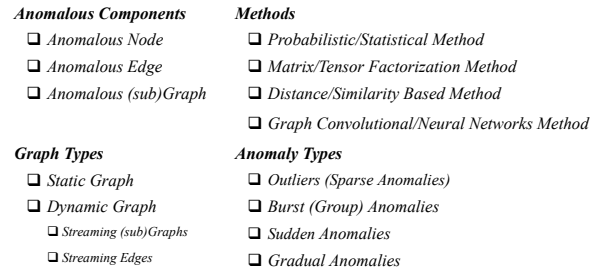 Anomalous Components
❑ Anomalous Node
❑ Anomalous Edge
❑ Anomalous (sub)Graph
Methods
❑ Probabilistic/Statistical Method
❑ Matrix/Tensor Factorization Method
❑ Distance/Similarity Based Method
❑ Graph Convolutional/Neural Networks Method
Graph Types
❑ Static Graph
❑ Dynamic Graph
❑ Streaming (sub)Graphs
❑ Streaming Edges
Anomaly Types
❑ Outliers (Sparse Anomalies)
❑ Burst (Group) Anomalies
❑ Sudden Anomalies
❑ Gradual Anomalies